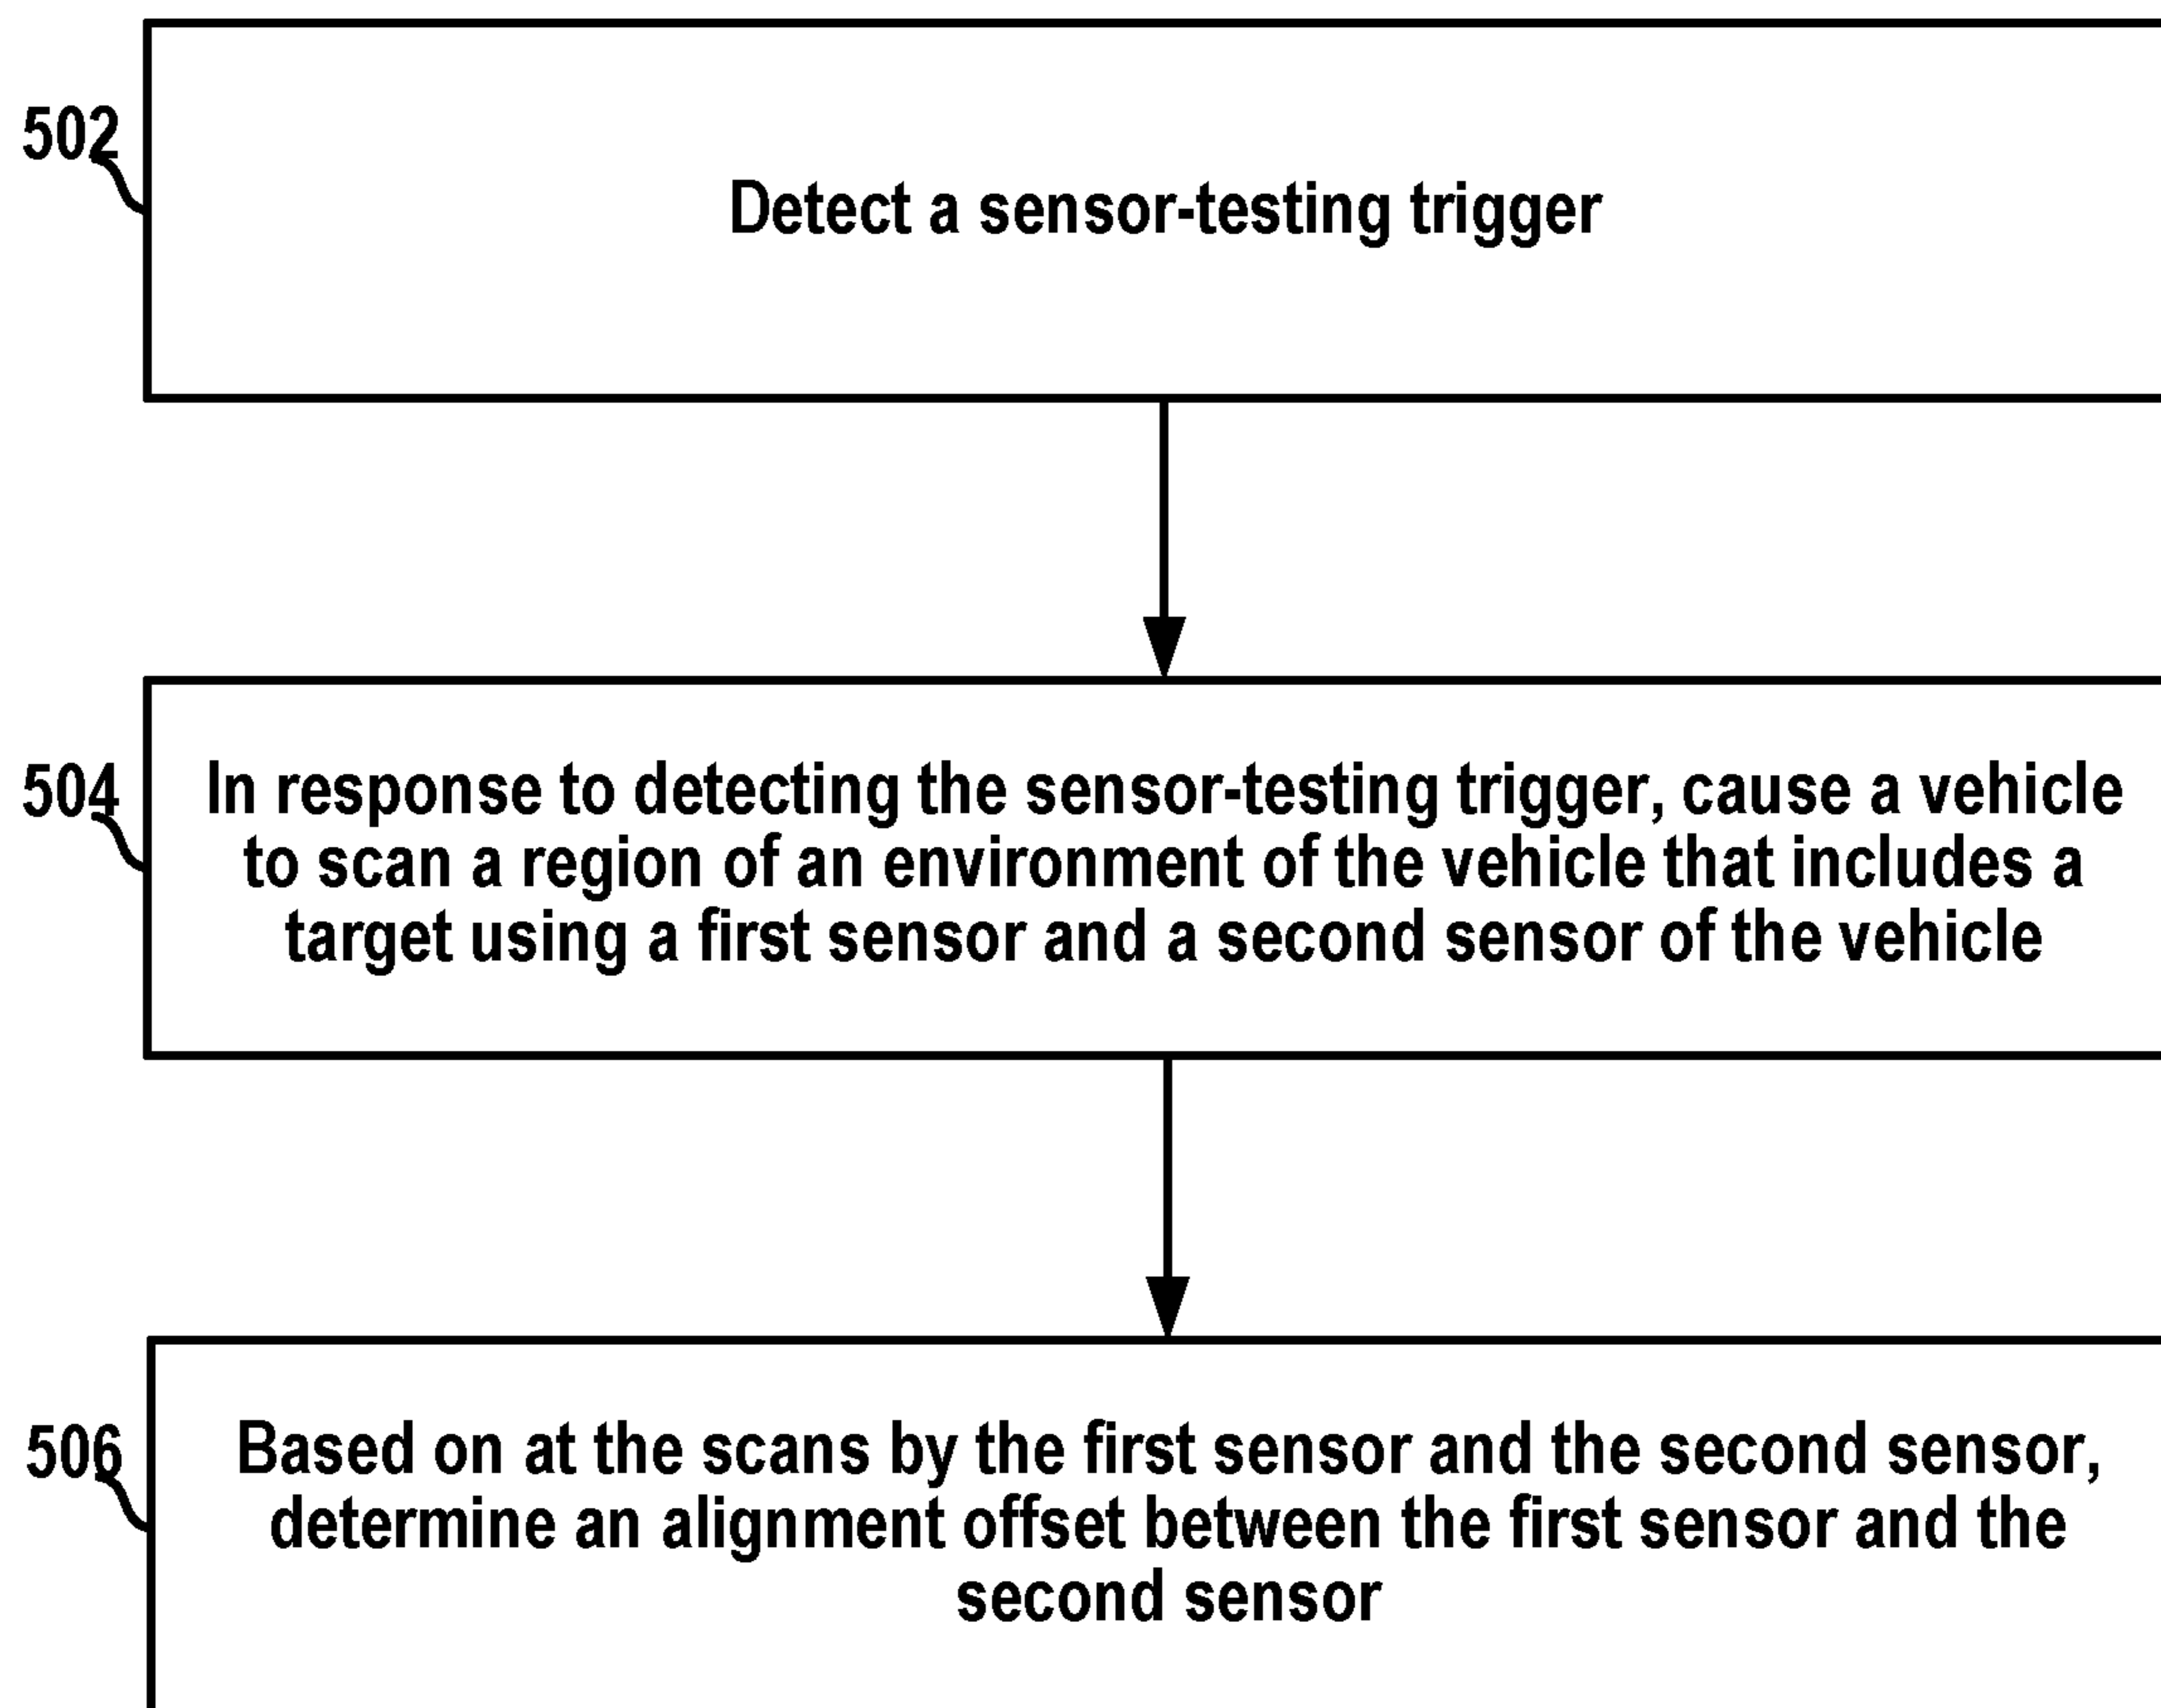 502
Detect a sensor-testing trigger
504
In response to detecting the sensor-testing trigger, cause a vehicle
to scan a region of an environment of the vehicle that includes a
target using a first sensor and a second sensor of the vehicle
506
Based on at the scans by the first sensor and the second sensor,
determine an alignment offset between the first sensor and the
second sensor